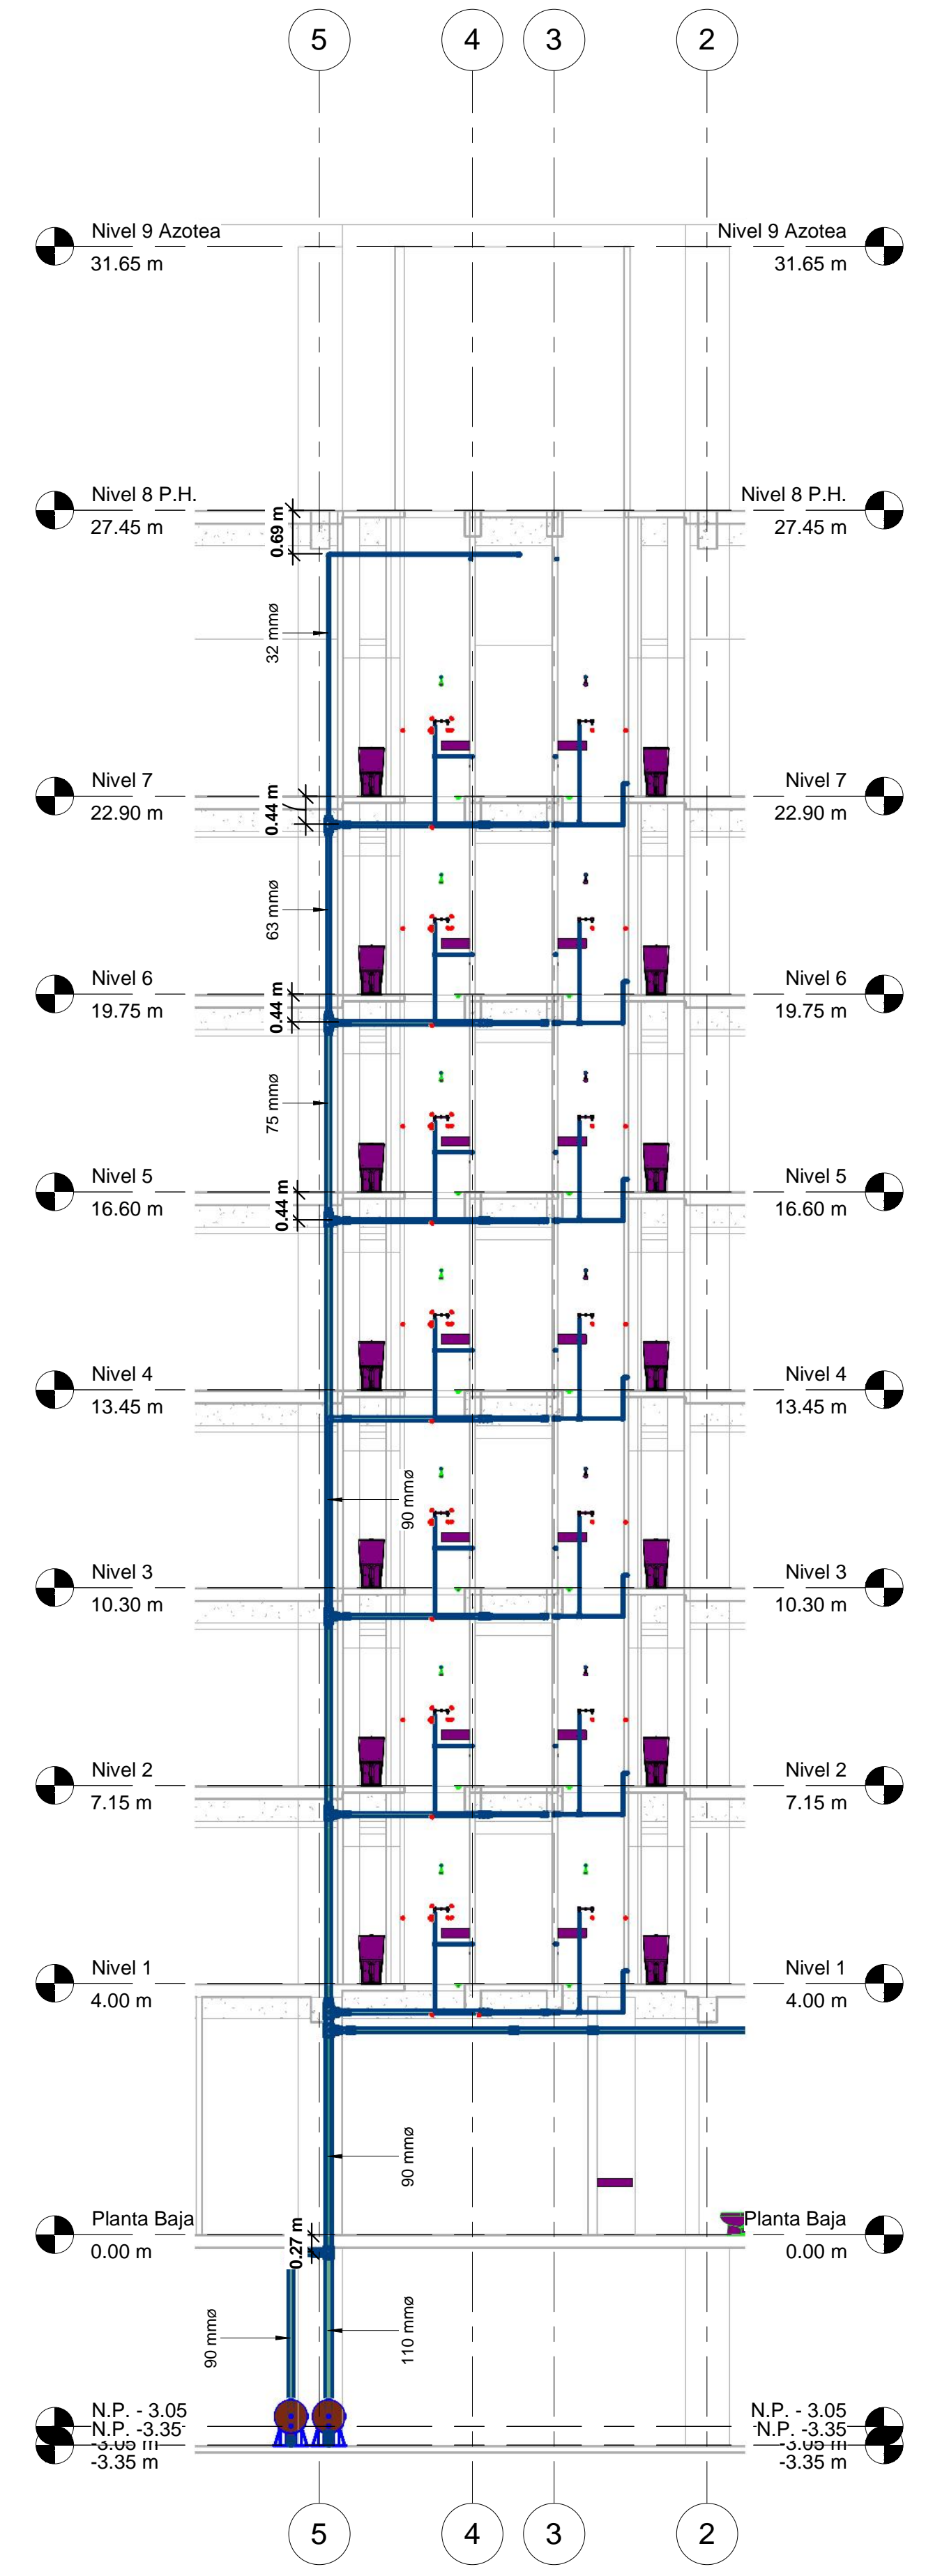 5 4 3 2
Nivel 9 Azotea Nivel 9 Azotea
31.65 m 31.65 m
Nivel 8 P.H. Nivel 8 P.H.
27.45 m 27.45 m
0.69 m
32 mmø
Nivel 7 Nivel 7
22.90 m 22.90 m
0.44 m
63 mmø
Nivel 6 Nivel 6
19.75 m 19.75 m
0.44 m
75 mmø
Nivel 5 Nivel 5
16.60 m 16.60 m
0.44 m
Nivel 4 Nivel 4
13.45 m 13.45 m
90 mmø
Nivel 3 Nivel 3
10.30 m 10.30 m
Nivel 2 Nivel 2
7.15 m 7.15 m
Nivel 1 Nivel 1
4.00 m 4.00 m
90 mmø
Planta Baja Planta Baja
0.00 m 0.00 m
0.27 m
90 mmø 110 mmø
N.P. - 3.05 N.P. - 3.05
N.P. -3.35 N.P. -3.35
-3.05 m -3.05 m
-3.35 m -3.35 m
5 4 3 2